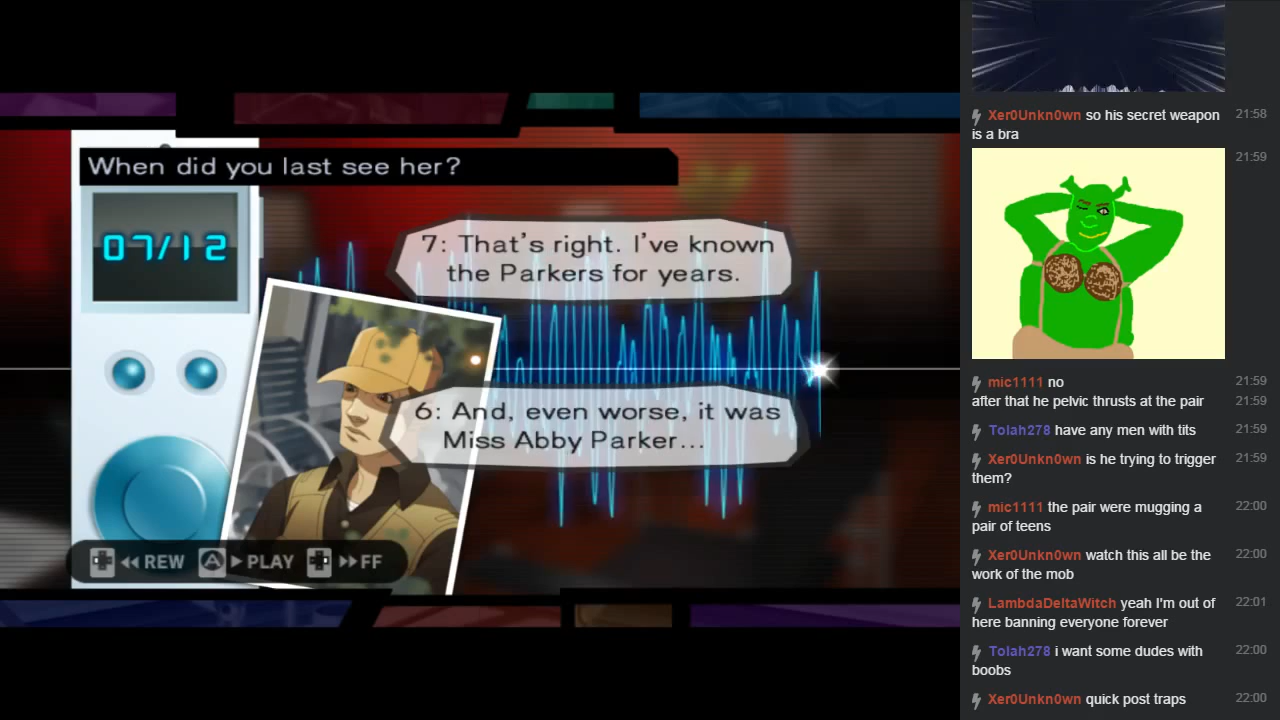 When did you last see her?
07/12
7: That's right. I've known
the Parkers for years.
6: And, even worse, it was
Miss Abby Parker...
REW A PLAY FF
Xer0Unkn0wn so his secret weapon 21:58
is a bra
21:59
mic1111 no 21:59
after that he pelvic thrusts at the pair 21:59
Tolah278 have any men with tits 21:59
Xer0Unkn0wn is he trying to trigger 21:59
them?
mic1111 the pair were mugging a 22:00
pair of teens
Xer0Unkn0wn watch this all be the 22:00
work of the mob
LambdaDeltaWitch yeah I'm out of 22:01
here banning everyone forever
Tolah278 i want some dudes with 22:00
boobs
Xer0Unkn0wn quick post traps 22:00